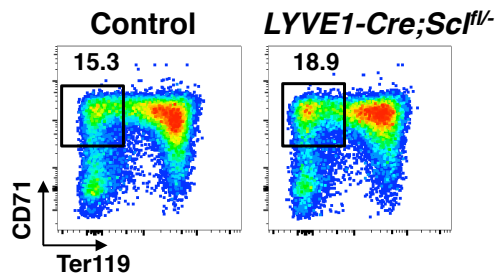 Control
LYVE1-Cre;Scl^fl/-
15.3
18.9
CD71
Ter119